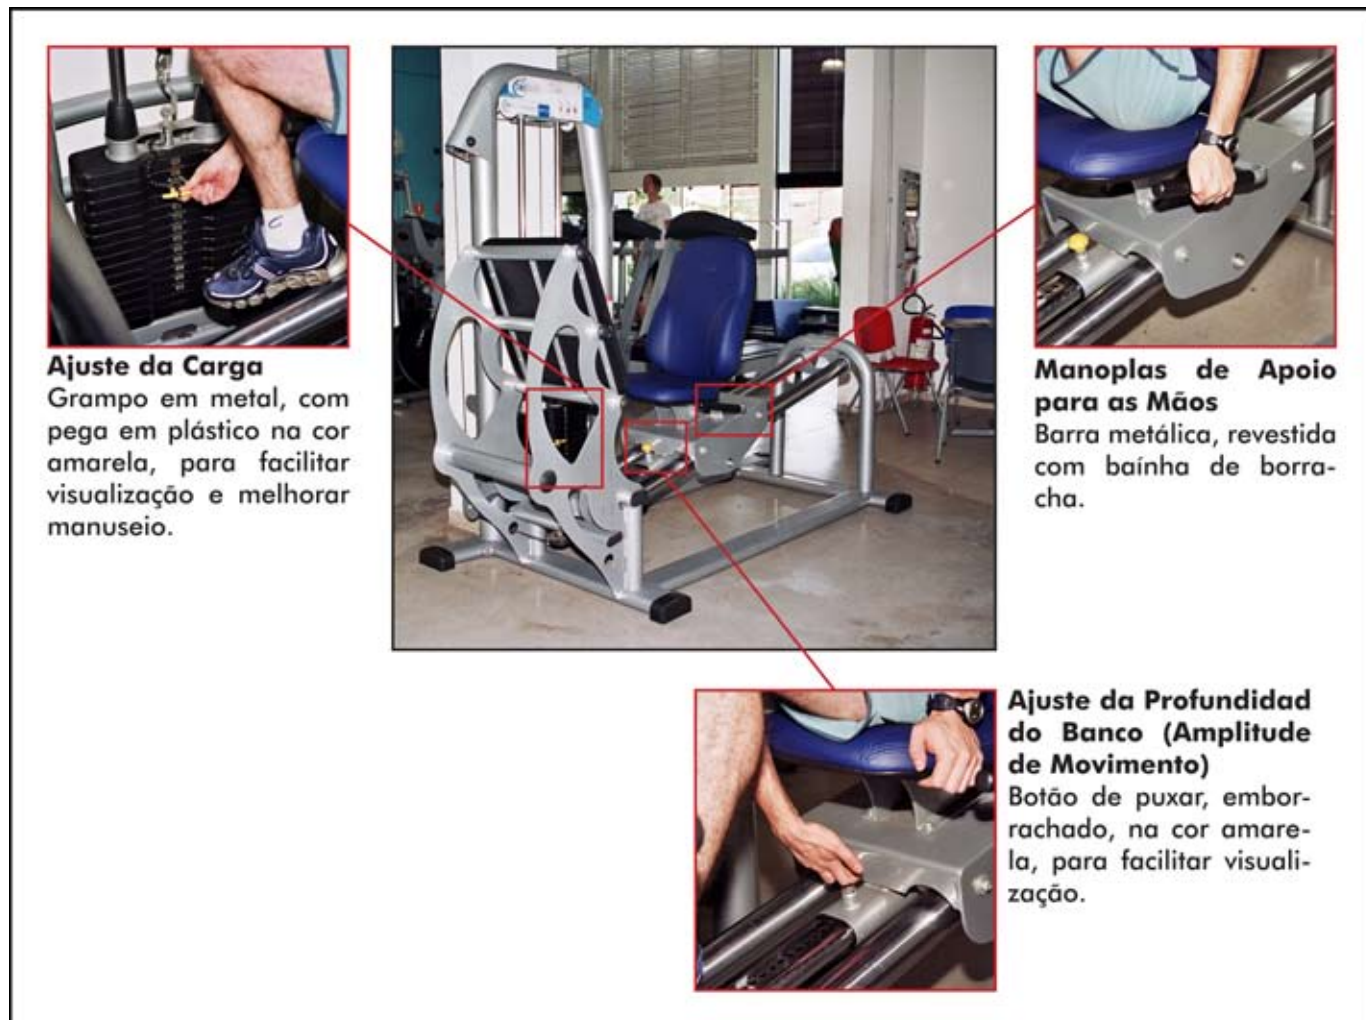 Ajuste da Carga
Grampo em metal, com
pega em plástico na cor
amarela, para facilitar
visualização e melhorar
manuseio.
Manoplas de Apoio
para as Mãos
Barra metálica, revestida
com baínha de borra-
cha.
Ajuste da Profundidad
do Banco (Amplitude
de Movimento)
Botão de puxar, embor-
rachado, na cor amare-
la, para facilitar visuali-
zação.